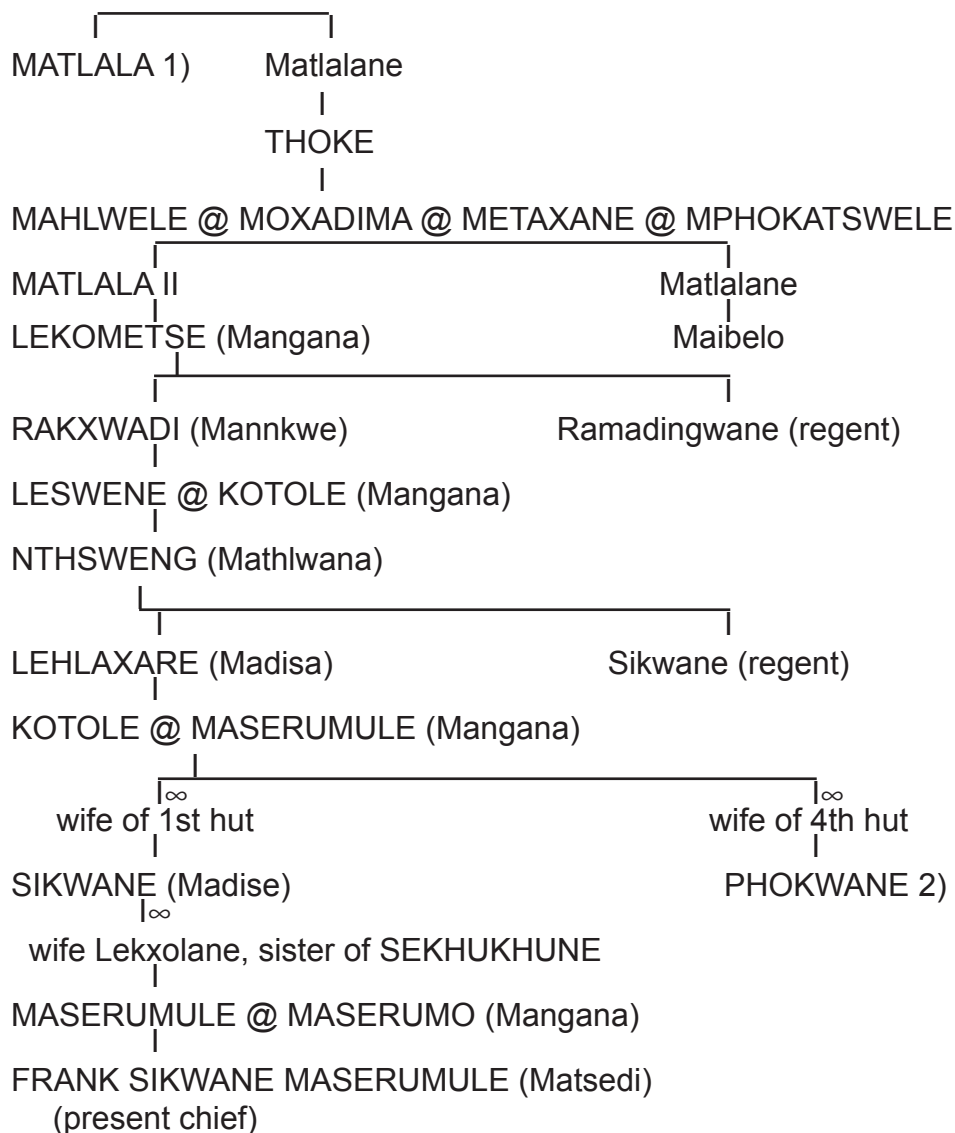 MATLALA 1) Matlalane
THOKE
MAHLWELE @ MOXADIMA @ METAXANE @ MPHOKATSWELE
MATLALA II Matlalane
LEKOMETSE (Mangana) Maibelo
RAKXWADI (Mannkwe) Ramadingwane (regent)
LESWENE @ KOTOLE (Mangana)
NTHSWENG (Mathlwana)
LEHLAXARE (Madisa) Sikwane (regent)
KOTOLE @ MASERUMULE (Mangana)
∞ ∞
wife of 1st hut wife of 4th hut
SIKWANE (Madise) PHOKWANE 2)
∞
wife Lekxolane, sister of SEKHUKHUNE
MASERUMULE @ MASERUMO (Mangana)
FRANK SIKWANE MASERUMULE (Matsedi)
(present chief)